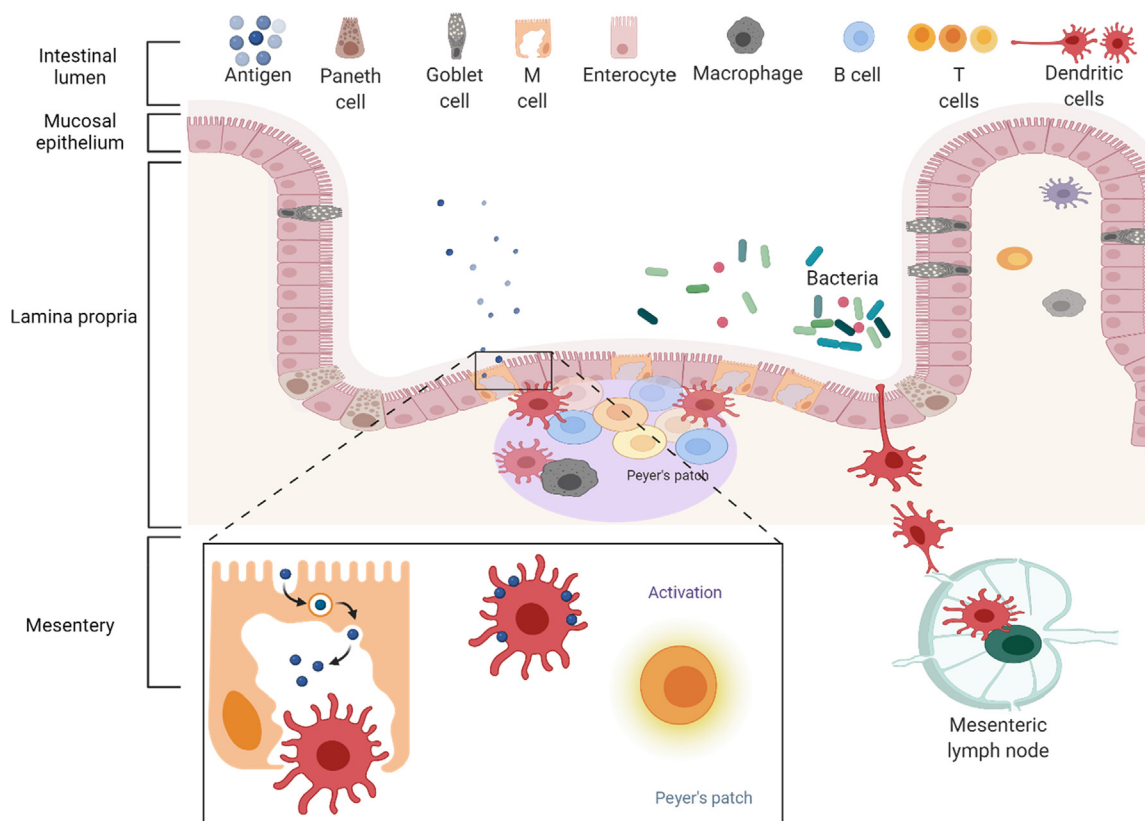 Intestinal
lumen
Antigen
Paneth
cell
Goblet
cell
M
cell
Enterocyte
Macrophage
B cell
T
cells
Dendritic
cells
Mucosal
epithelium
Lamina propria
Bacteria
Peyer's patch
Mesentery
Activation
Peyer's patch
Mesenteric
lymph node